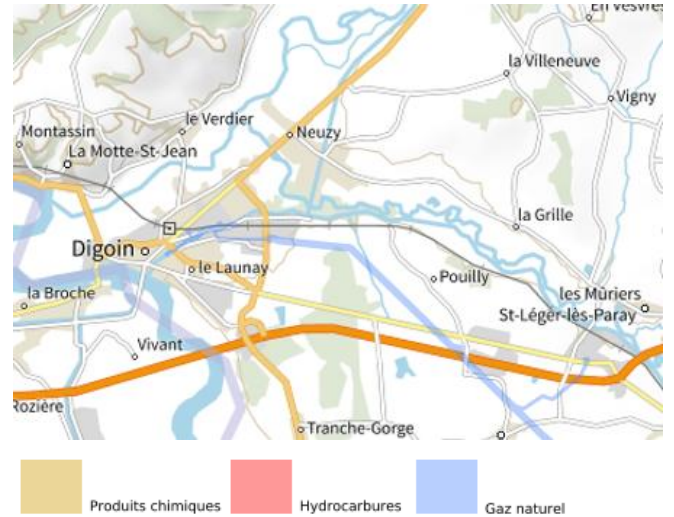 En Vesvres
la Villeneuve
Vigny
le Verdier
Neuzy
Montassin
La Motte-St-Jean
la Grille
Digoin
le Launay
Pouilly
la Broche
les Mûriers
St-Léger-lès-Paray
Vivant
Rozière
Tranche-Gorge
Produits chimiques
Hydrocarbures
Gaz naturel